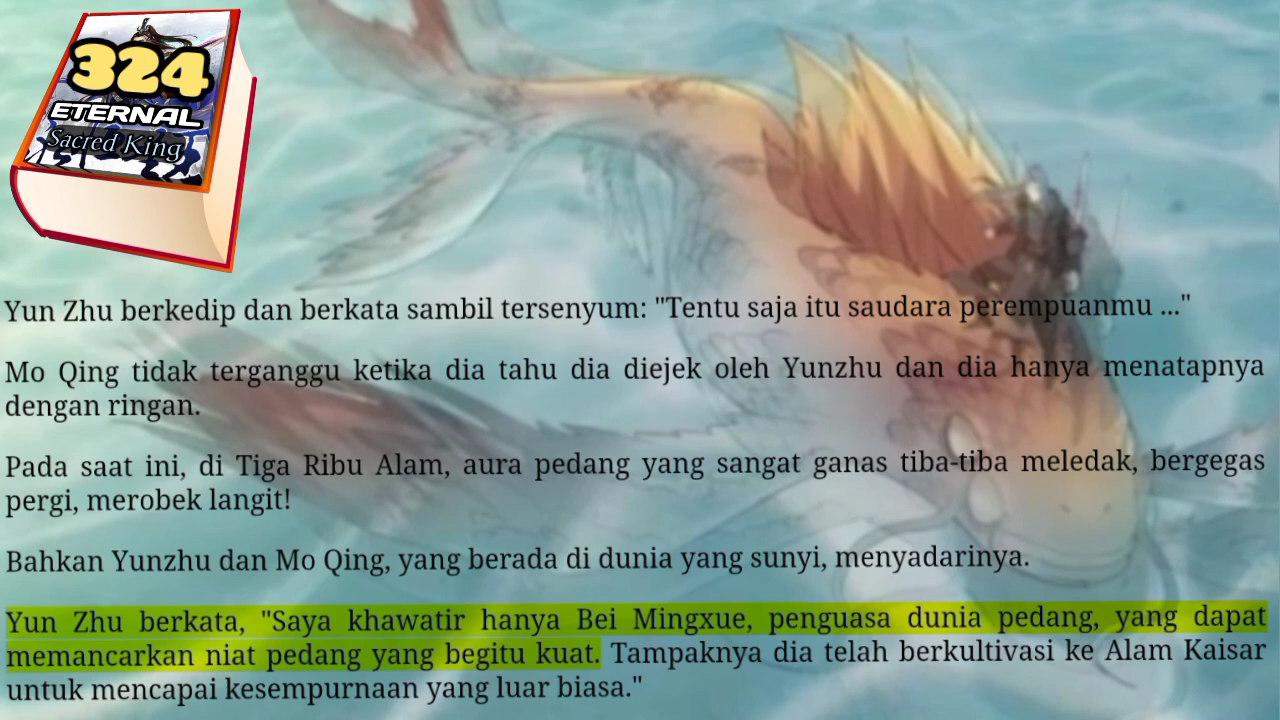 324
ETERNAL
Sacred King
Yun Zhu berkedip dan berkata sambil tersenyum: "Tentu saja itu saudara perempuanmu ..."
Mo Qing tidak terganggu ketika dia tahu dia diejek oleh Yunzhu dan dia hanya menatapnya
dengan ringan.
Pada saat ini, di Tiga Ribu Alam, aura pedang yang sangat ganas tiba-tiba meledak, bergegas
pergi, merobek langit!
Bahkan Yunzhu dan Mo Qing, yang berada di dunia yang sunyi, menyadarinya.
Yun Zhu berkata, "Saya khawatir hanya Bei Mingxue, penguasa dunia pedang, yang dapat
memancarkan niat pedang yang begitu kuat. Tampaknya dia telah berkultivasi ke Alam Kaisar
untuk mencapai kesempurnaan yang luar biasa."